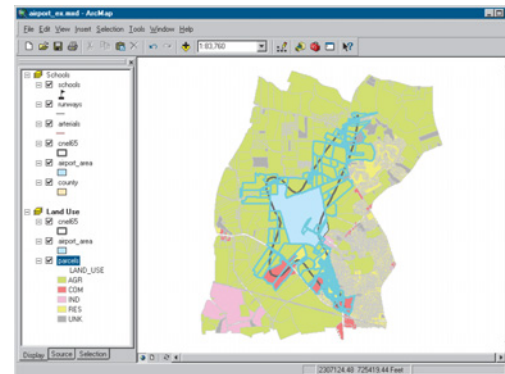 airport_ex.mxd - ArcMap
File Edit View Insert Selection Tools Window Help
1:83,760
Schools
schools
runways
arterials
cnel65
airport_area
county
Land Use
cnel65
airport_area
parcels
LAND_USE
AGR
COM
IND
RES
UNK
Display Source Selection
2307124.48 725419.44 Feet